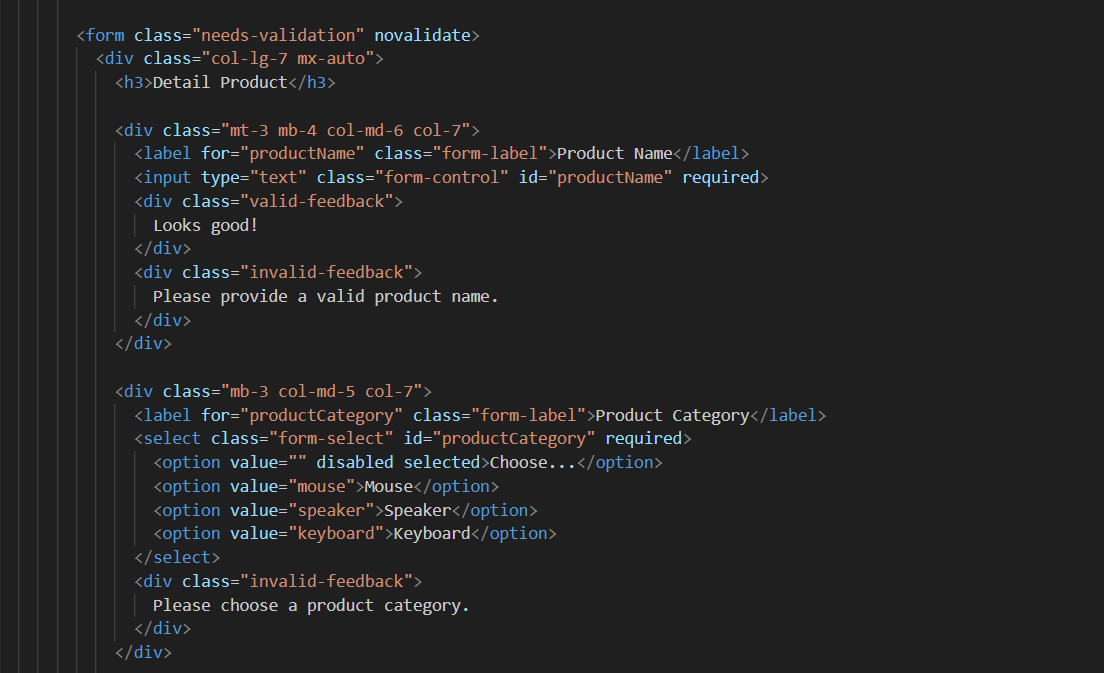 <form class="needs-validation" novalidate>
<div class="col-lg-7 mx-auto">
<h3>Detail Product</h3>
<div class="mt-3 mb-4 col-md-6 col-7">
<label for="productName" class="form-label">Product Name</label>
<input type="text" class="form-control" id="productName" required>
<div class="valid-feedback">
Looks good!
</div>
<div class="invalid-feedback">
Please provide a valid product name.
</div>
</div>
<div class="mb-3 col-md-5 col-7">
<label for="productCategory" class="form-label">Product Category</label>
<select class="form-select" id="productCategory" required>
<option value="" disabled selected>Choose...</option>
<option value="mouse">Mouse</option>
<option value="speaker">Speaker</option>
<option value="keyboard">Keyboard</option>
</select>
<div class="invalid-feedback">
Please choose a product category.
</div>
</div>